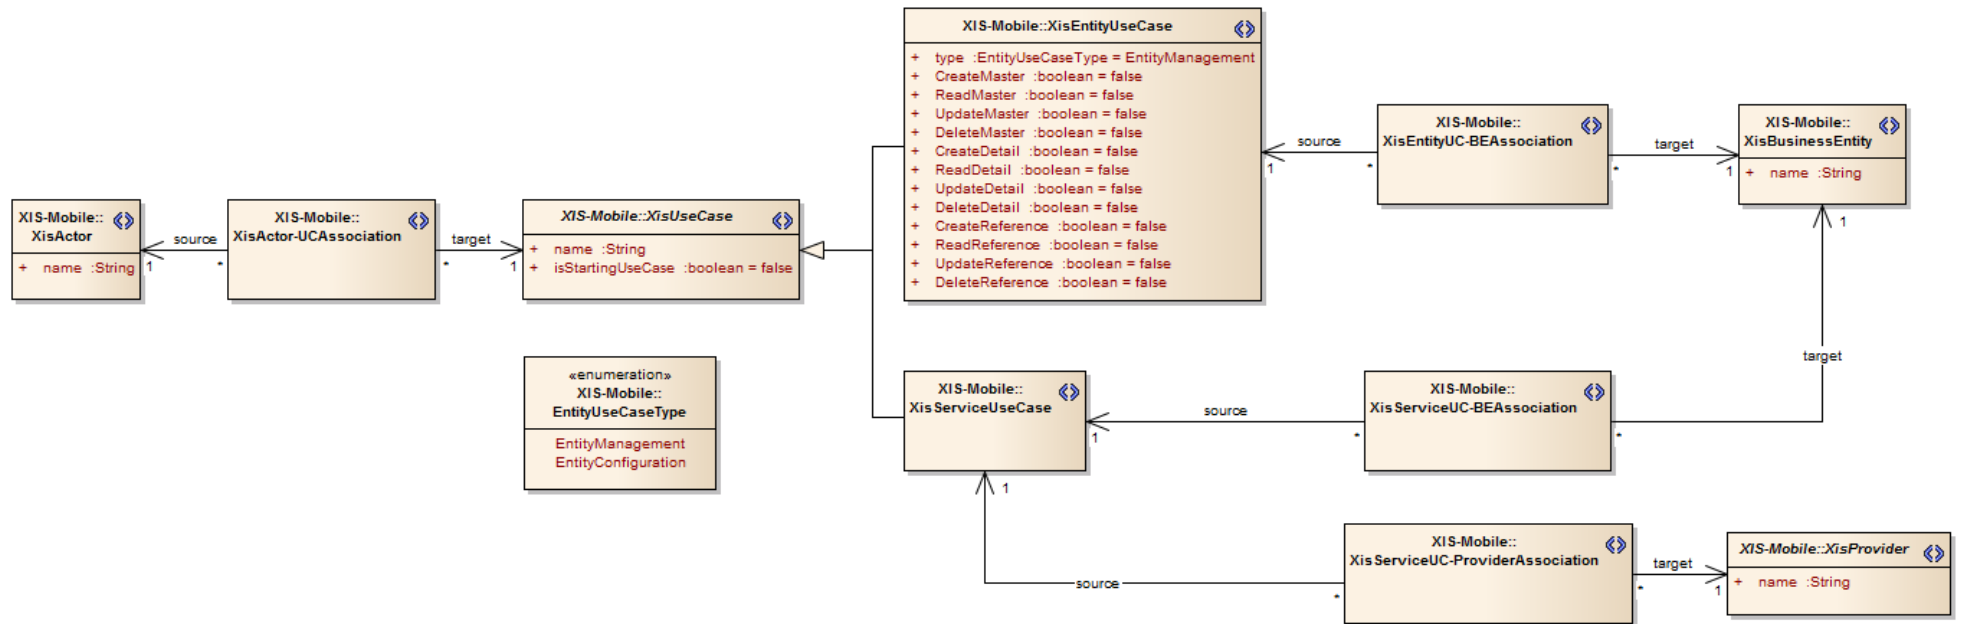 XIS-Mobile::XisEntityUseCase
+ type :EntityUseCaseType = EntityManagement
+ CreateMaster :boolean = false
+ ReadMaster :boolean = false
+ UpdateMaster :boolean = false
+ DeleteMaster :boolean = false
+ CreateDetail :boolean = false
+ ReadDetail :boolean = false
+ UpdateDetail :boolean = false
+ DeleteDetail :boolean = false
+ CreateReference :boolean = false
+ ReadReference :boolean = false
+ UpdateReference :boolean = false
+ DeleteReference :boolean = false
source
1
*
XIS-Mobile::
XisEntityUC-BEAssociation
target
*
1
XIS-Mobile::
XisBusinessEntity
+ name :String
1
XIS-Mobile::
XisActor
+ name :String
source
1
*
XIS-Mobile::
XisActor-UCAssociation
target
*
1
XIS-Mobile::XisUseCase
+ name :String
+ isStartingUseCase :boolean = false
target
«enumeration»
XIS-Mobile::
EntityUseCaseType
EntityManagement
EntityConfiguration
XIS-Mobile::
XisServiceUseCase
source
1
*
XIS-Mobile::
XisServiceUC-BEAssociation
*
1
source
*
XIS-Mobile::
XisServiceUC-ProviderAssociation
target
*
1
XIS-Mobile::XisProvider
+ name :String